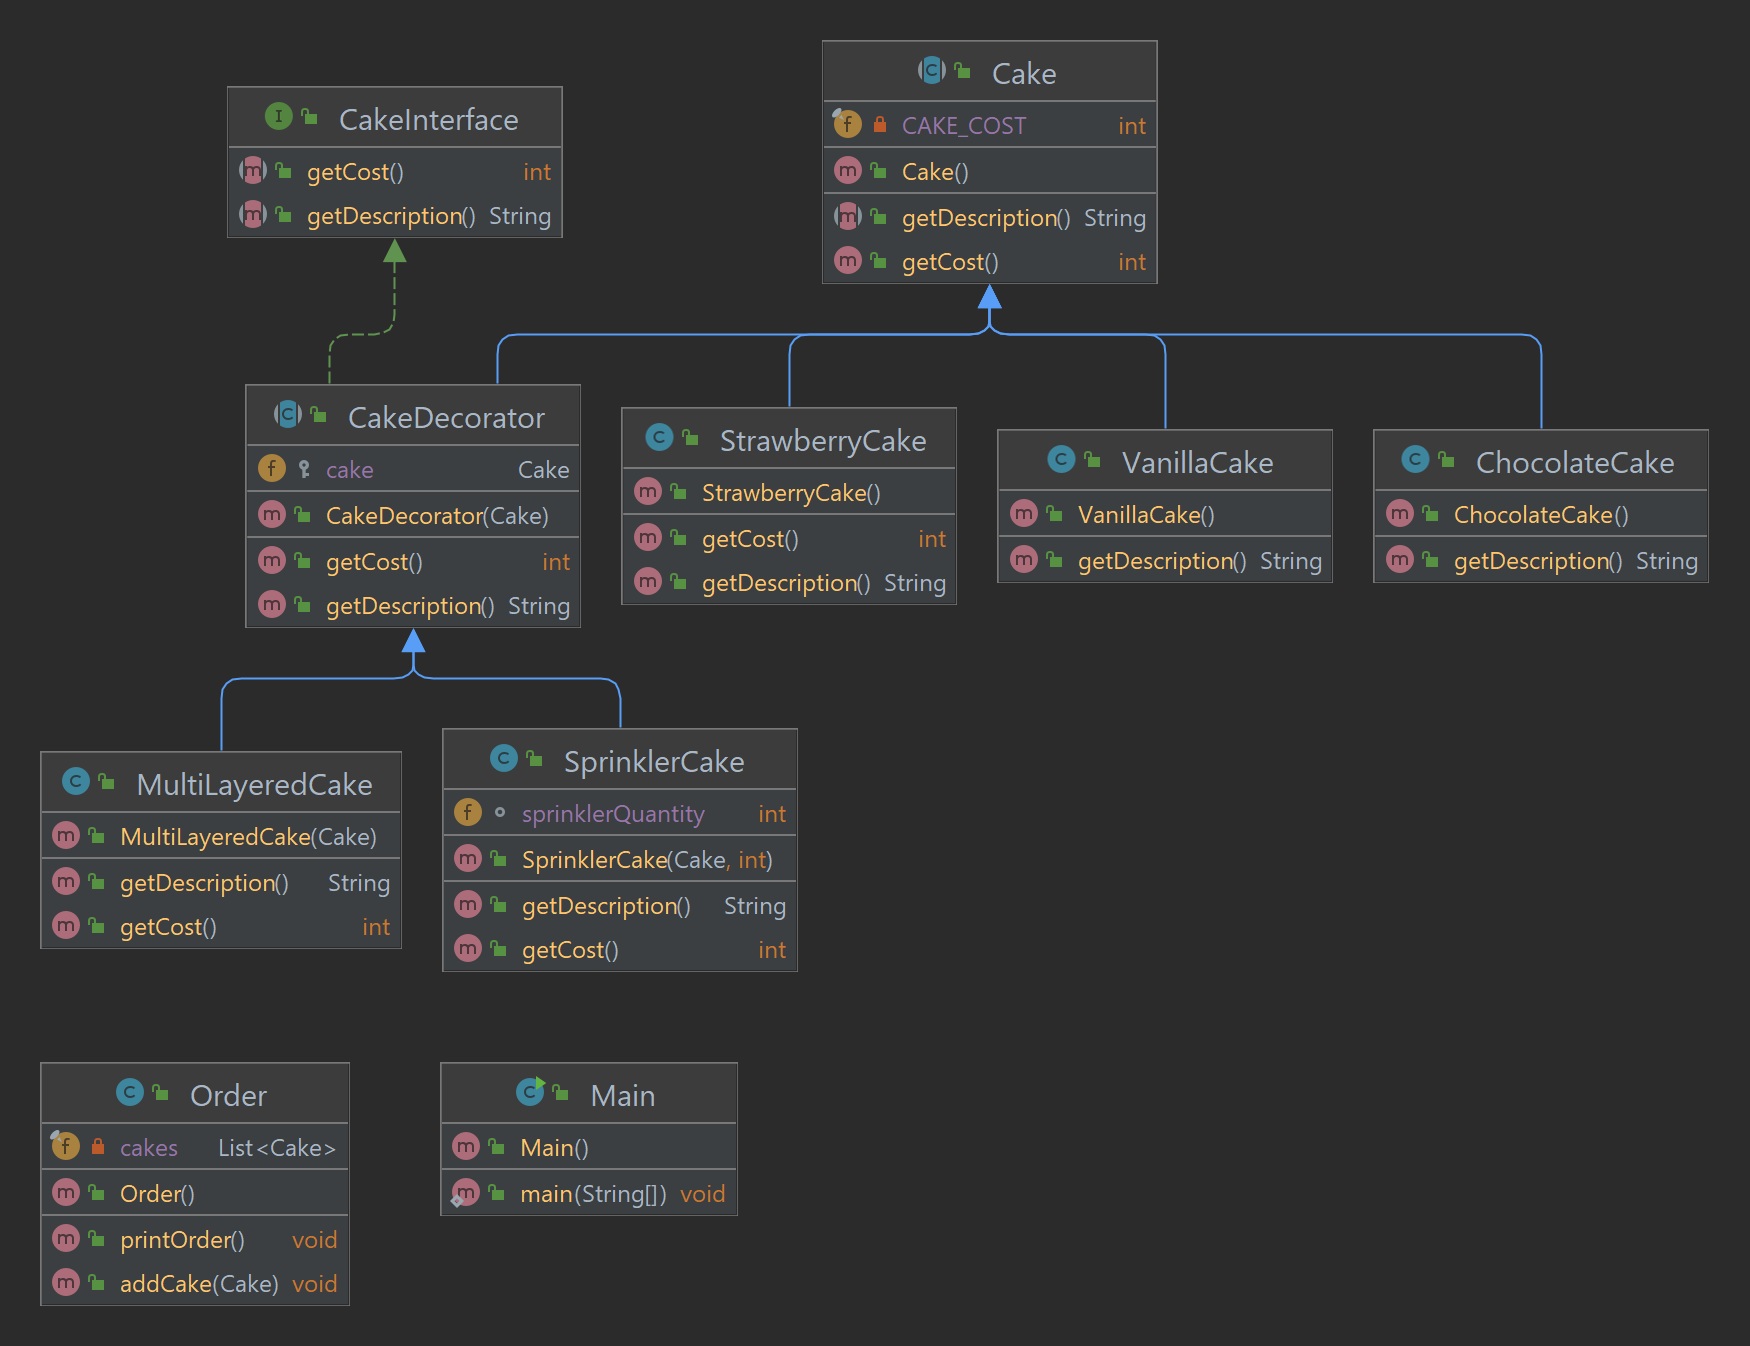 CakeInterface
getCost() int
getDescription() String
Cake
CAKE_COST int
Cake()
getDescription() String
getCost() int
CakeDecorator
cake Cake
CakeDecorator(Cake)
getCost() int
getDescription() String
StrawberryCake
StrawberryCake()
getCost() int
getDescription() String
VanillaCake
VanillaCake()
getDescription() String
ChocolateCake
ChocolateCake()
getDescription() String
MultiLayeredCake
MultiLayeredCake(Cake)
getDescription() String
getCost() int
SprinklerCake
sprinklerQuantity int
SprinklerCake(Cake, int)
getDescription() String
getCost() int
Order
cakes List<Cake>
Order()
printOrder() void
addCake(Cake) void
Main
Main()
main(String[]) void